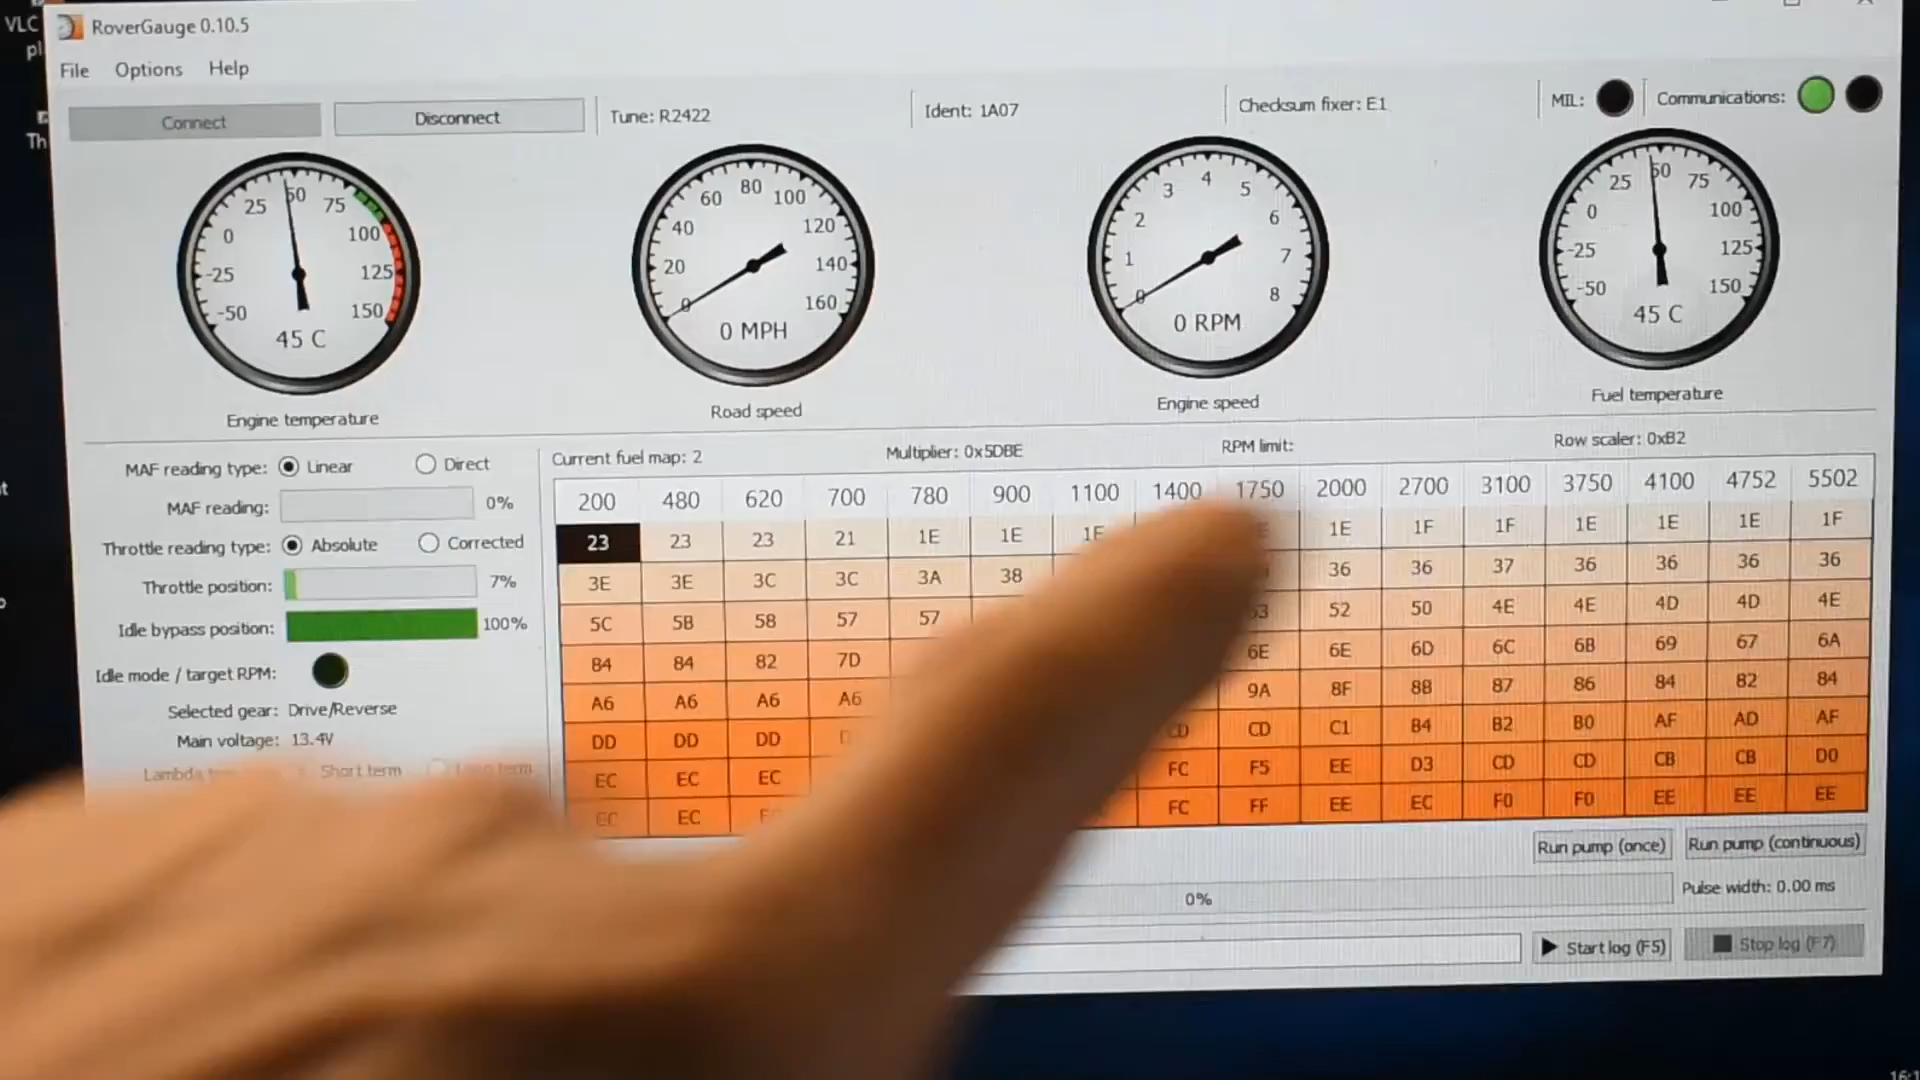 VLC
pl
Th
RoverGauge 0.10.5
File Options Help
Connect Disconnect Tune: R2422 Ident: 1A07 Checksum fixer: E1 MIL: Communications:
-50 -25 0 25 50 75 100 125 150
45 C
Engine temperature
0 20 40 60 80 100 120 140 160
0 MPH
Road speed
0 1 2 3 4 5 6 7 8
0 RPM
Engine speed
-50 -25 0 25 50 75 100 125 150
45 C
Fuel temperature
MAF reading type: Linear Direct
MAF reading: 0%
Throttle reading type: Absolute Corrected
Throttle position: 7%
Idle bypass position: 100%
Idle mode / target RPM:
Selected gear: Drive/Reverse
Main voltage: 13.4V
Lambda Short term Long term
Current fuel map: 2 Multiplier: 0x5DBE RPM limit: Row scaler: 0xB2
200 480 620 700 780 900 1100 1400 1750 2000 2700 3100 3750 4100 4752 5502
23 23 23 21 1E 1E 1E 1E 1F 1F 1E 1E 1E 1F
3E 3E 3C 3C 3A 38 36 36 37 36 36 36 36
5C 5B 58 57 57 53 52 50 4E 4E 4D 4D 4E
84 84 82 7D 6E 6E 6D 6C 6B 69 67 6A
A6 A6 A6 A6 9A 8F 8B 87 86 84 82 84
DD DD DD CD CD C1 B4 B2 B0 AF AD AF
EC EC EC FC F5 EE D3 CD CD CB CB D0
EC EC FC FF EE EC F0 F0 EE EE EE
Run pump (once) Run pump (continuous)
0% Pulse width: 0.00 ms
Start log (F5) Stop log (F7)